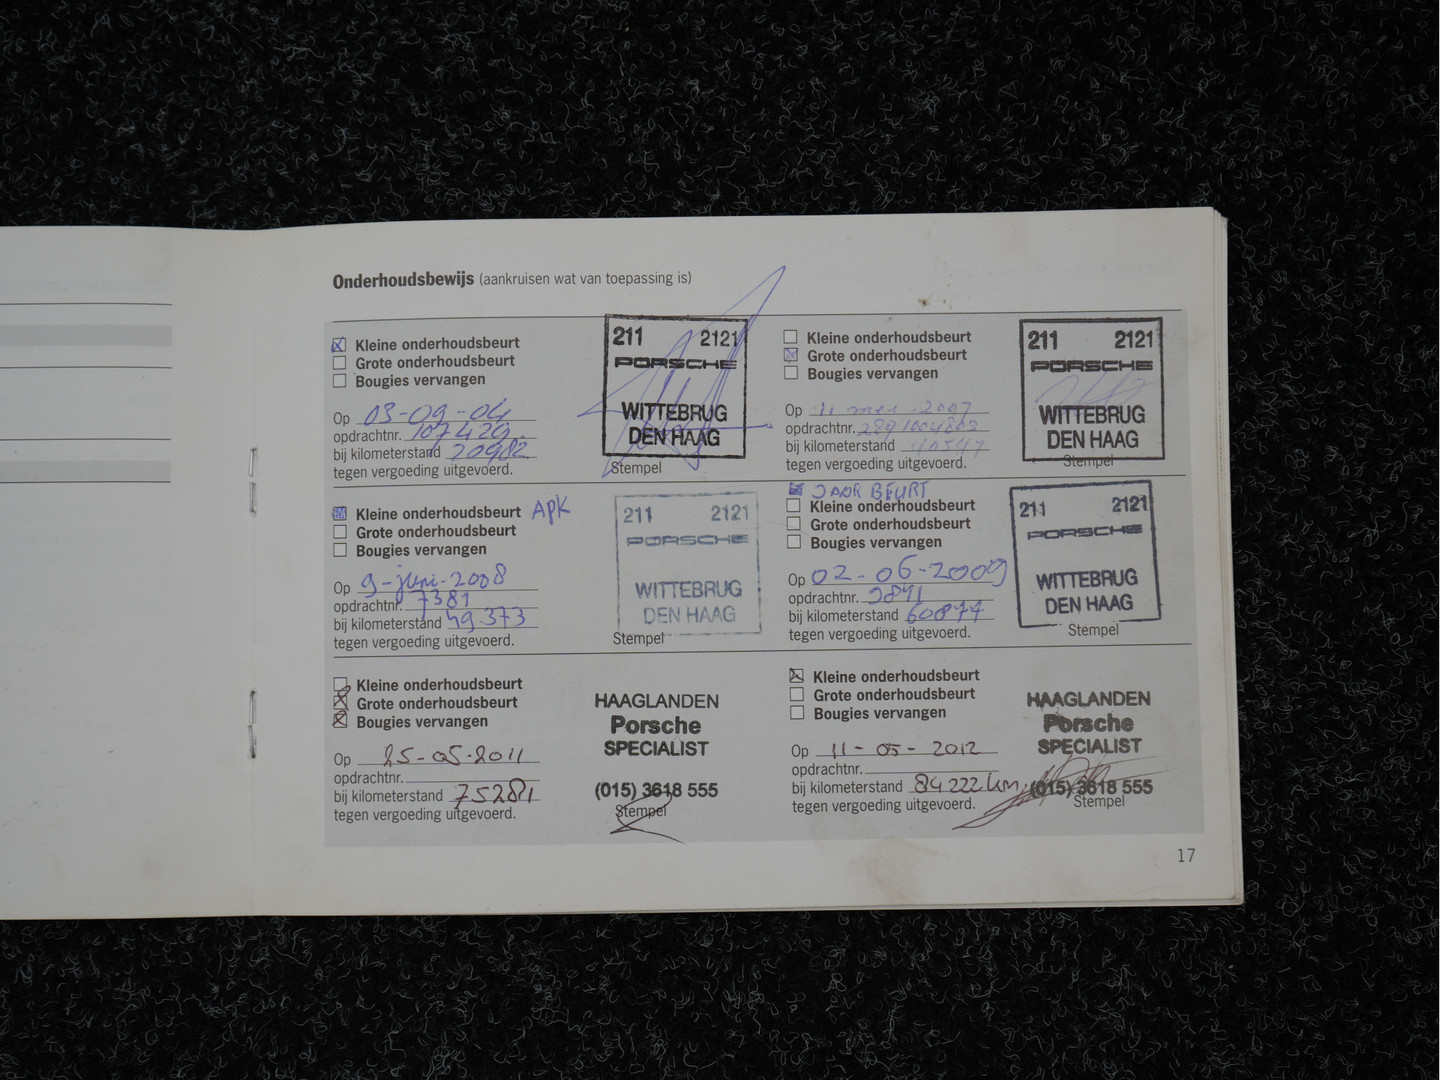 Onderhoudsbewijs (aankruisen wat van toepassing is)
Kleine onderhoudsbeurt
Grote onderhoudsbeurt
Bougies vervangen
Op 03-09-04
opdrachtnr. 107420
bij kilometerstand 20982
tegen vergoeding uitgevoerd.
211 2121
PORSCHE
WITTEBRUG
DEN HAAG
Stempel
Kleine onderhoudsbeurt
Grote onderhoudsbeurt
Bougies vervangen
Op 11 mei 2007
opdrachtnr.
bij kilometerstand
tegen vergoeding uitgevoerd.
211 2121
PORSCHE
WITTEBRUG
DEN HAAG
Stempel
Kleine onderhoudsbeurt APK
Grote onderhoudsbeurt
Bougies vervangen
Op 9-juni-2008
opdrachtnr. 7381
bij kilometerstand 49.373
tegen vergoeding uitgevoerd.
211 2121
PORSCHE
WITTEBRUG
DEN HAAG
Stempel
JAAR BEURT
Kleine onderhoudsbeurt
Grote onderhoudsbeurt
Bougies vervangen
Op 02-06-2009
opdrachtnr.
bij kilometerstand 60877
tegen vergoeding uitgevoerd.
211 2121
PORSCHE
WITTEBRUG
DEN HAAG
Stempel
Kleine onderhoudsbeurt
Grote onderhoudsbeurt
Bougies vervangen
Op 25-05-2011
opdrachtnr.
bij kilometerstand 75281
tegen vergoeding uitgevoerd.
HAAGLANDEN
Porsche
SPECIALIST
(015) 3618 555
Stempel
Kleine onderhoudsbeurt
Grote onderhoudsbeurt
Bougies vervangen
Op 11-05-2012
opdrachtnr.
bij kilometerstand 84222 km
tegen vergoeding uitgevoerd.
HAAGLANDEN
Porsche
SPECIALIST
(015) 3618 555
Stempel
17